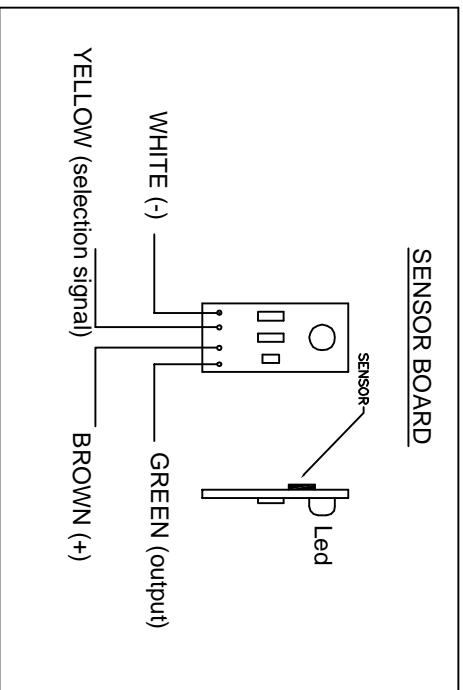 SENSOR BOARD
SENSOR
Led
WHITE (-)
GREEN (output)
YELLOW (selection signal)
BROWN (+)